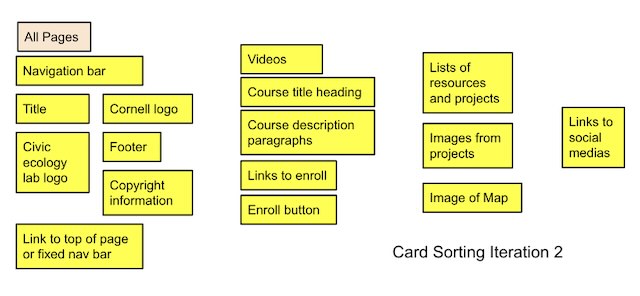 All Pages
Navigation bar
Title
Cornell logo
Civic
ecology
lab logo
Footer
Copyright
information
Link to top of page
or fixed nav bar
Videos
Course title heading
Course description
paragraphs
Links to enroll
Enroll button
Lists of
resources
and projects
Images from
projects
Image of Map
Links to
social
medias
Card Sorting Iteration 2